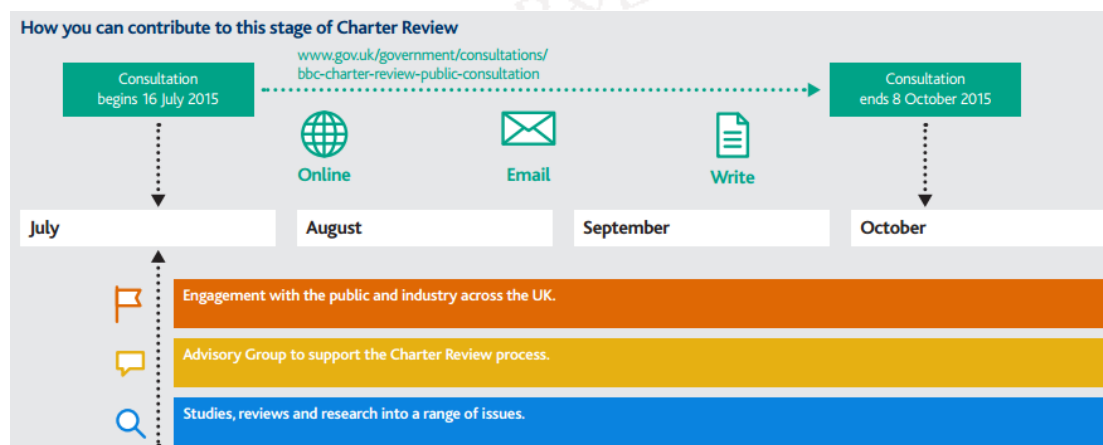 How you can contribute to this stage of Charter Review
www.gov.uk/government/consultations/
bbc-charter-review-public-consultation
Consultation
begins 16 July 2015
Consultation
ends 8 October 2015
Online
Email
Write
July
August
September
October
Engagement with the public and industry across the UK.
Advisory Group to support the Charter Review process.
Studies, reviews and research into a range of issues.